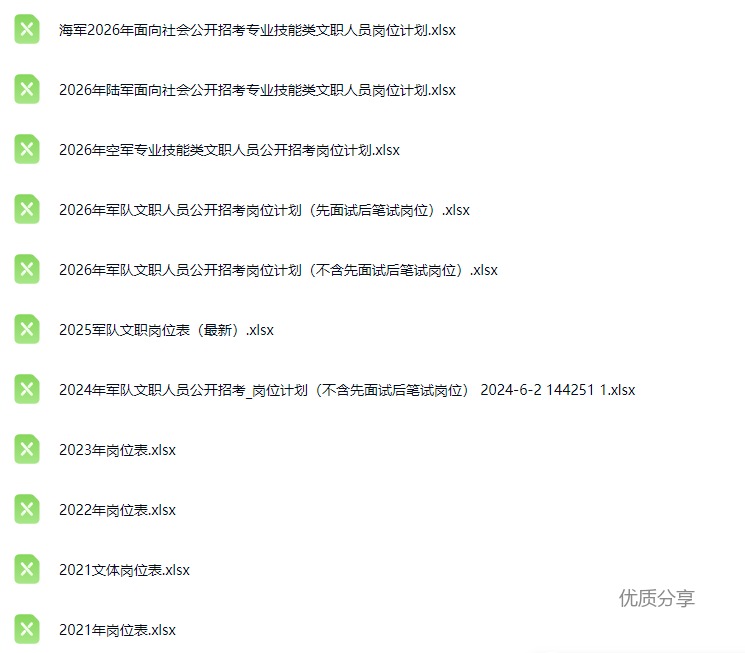 海军2026年面向社会公开招考专业技能类文职人员岗位计划.xlsx
2026年陆军面向社会公开招考专业技能类文职人员岗位计划.xlsx
2026年空军专业技能类文职人员公开招考岗位计划.xlsx
2026年军队文职人员公开招考岗位计划（先面试后笔试岗位）.xlsx
2026年军队文职人员公开招考岗位计划（不含先面试后笔试岗位）.xlsx
2025军队文职岗位表（最新）.xlsx
2024年军队文职人员公开招考_岗位计划（不含先面试后笔试岗位） 2024-6-2 144251 1.xlsx
2023年岗位表.xlsx
2022年岗位表.xlsx
2021文体岗位表.xlsx
优质分享
2021年岗位表.xlsx